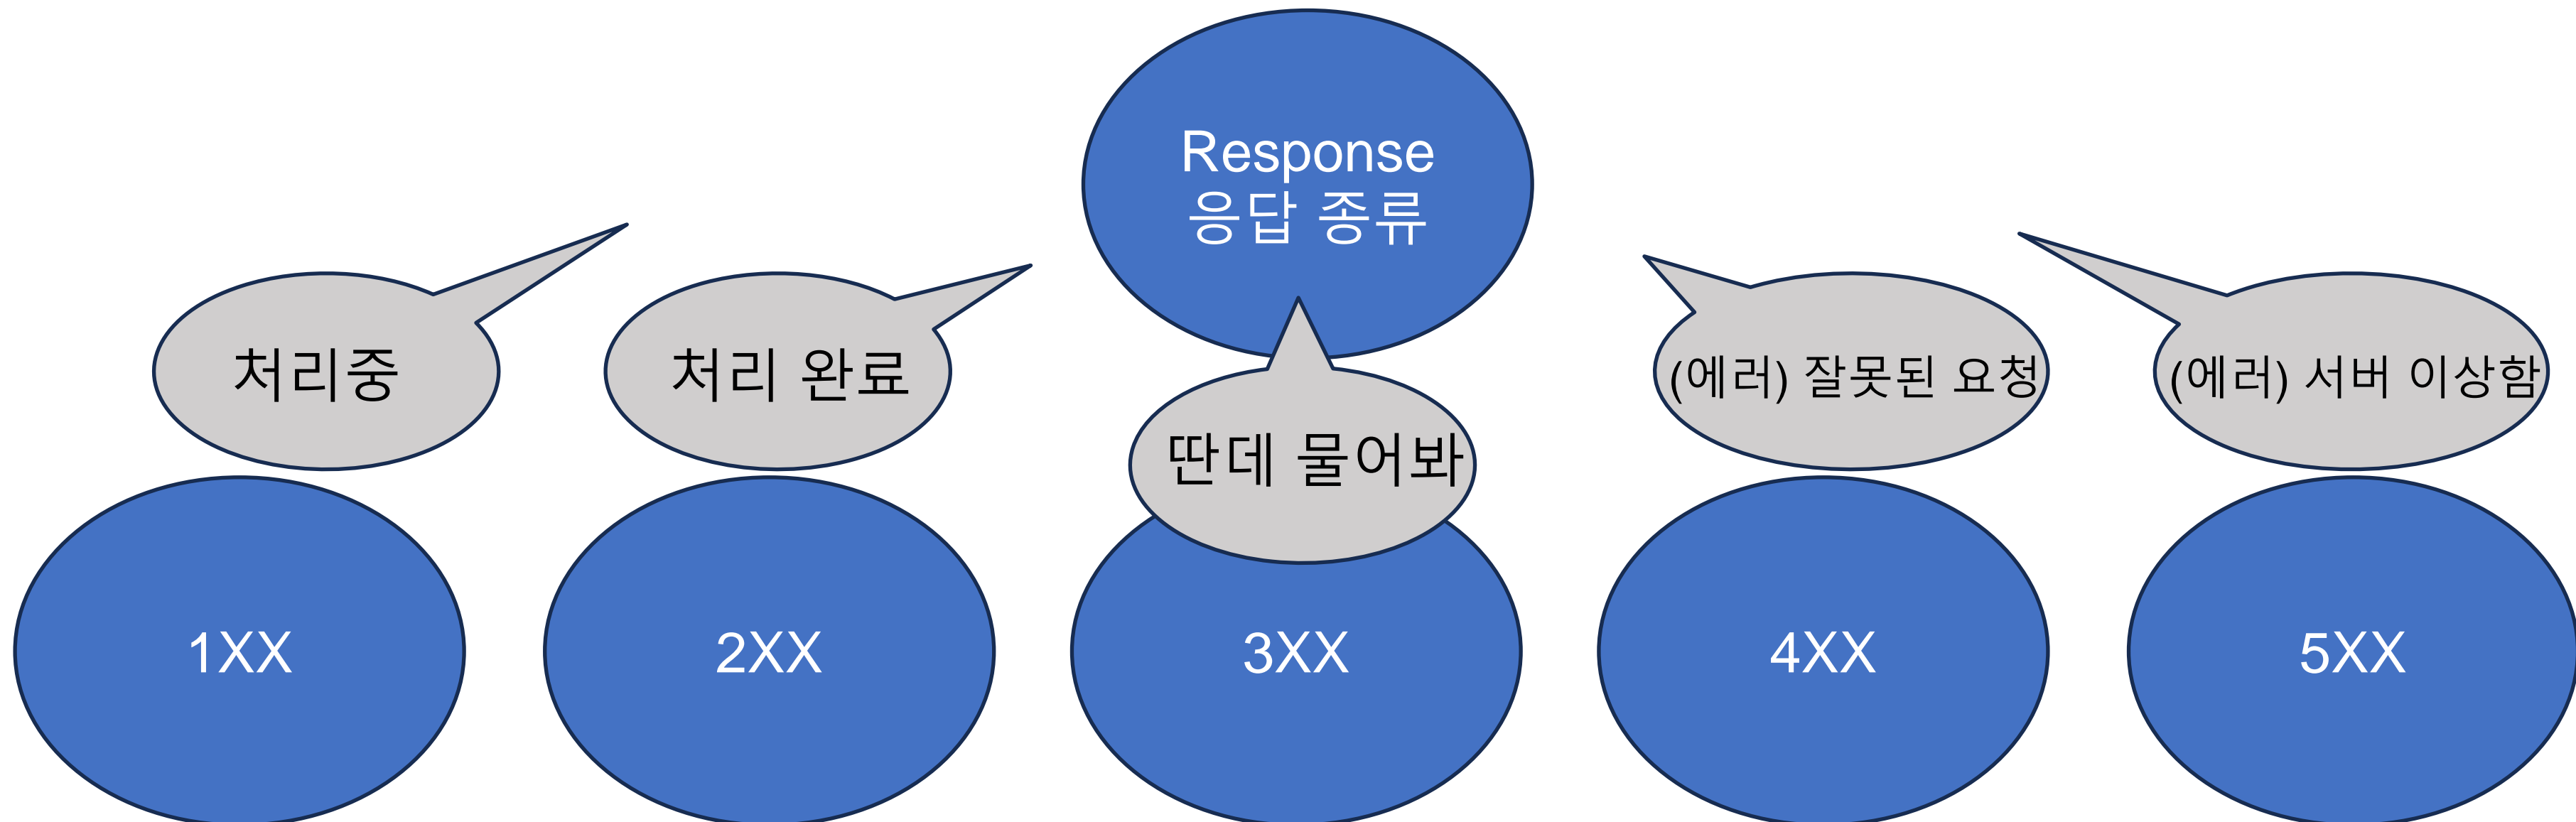 Response
응답 종류
처리중
처리 완료
딴데 물어봐
(에러) 잘못된 요청
(에러) 서버 이상함
1XX
2XX
3XX
4XX
5XX